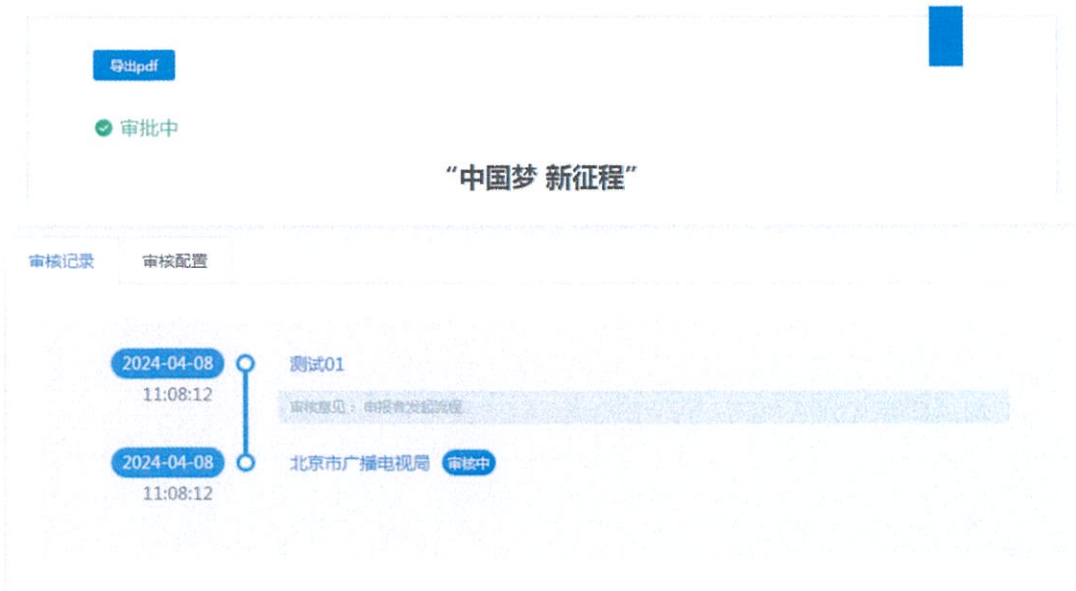 导出pdf
审批中
“中国梦 新征程”
审核记录 审核配置
2024-04-08 测试01
11:08:12
审核意见： 申报者发起流程
2024-04-08 北京市广播电视局 审核中
11:08:12